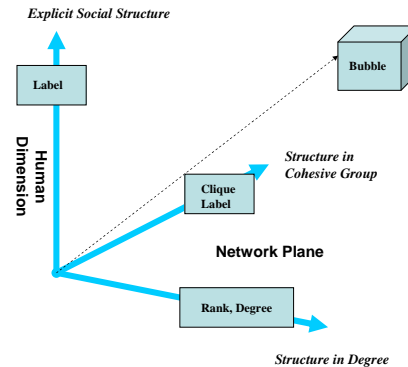 Explicit Social Structure
Label
Bubble
Human
Dimension
Structure in
Cohesive Group
Clique
Label
Network Plane
Rank, Degree
Structure in Degree